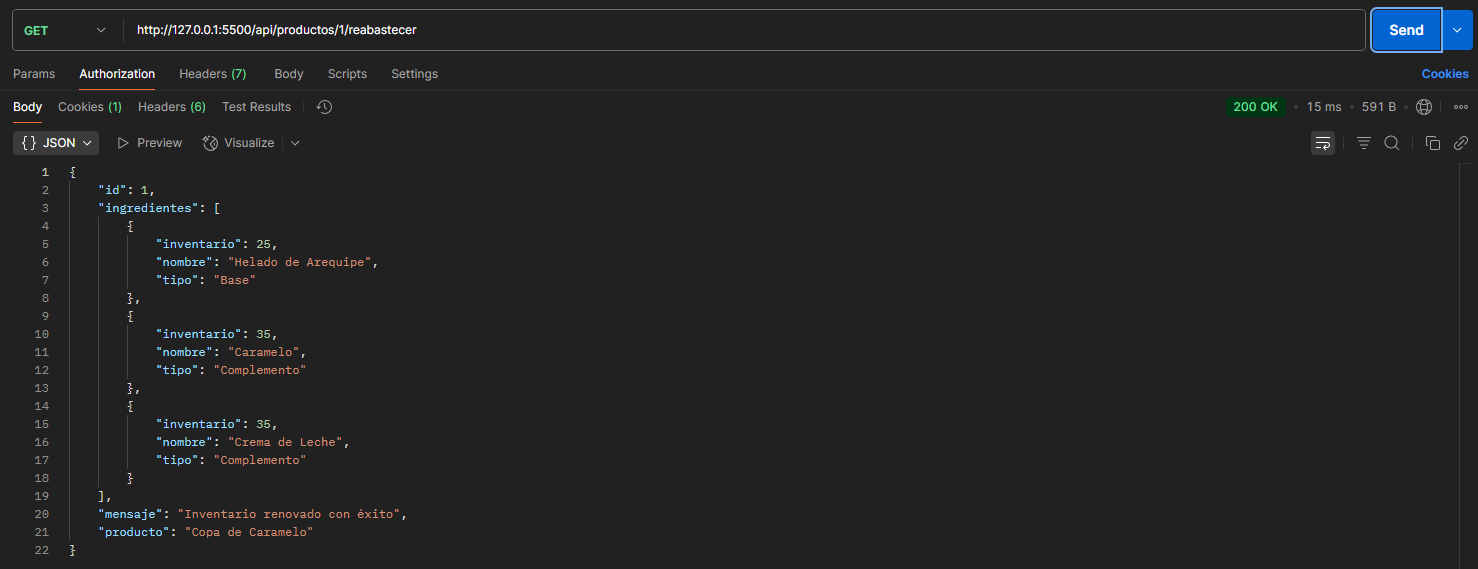 GET http://127.0.0.1:5500/api/productos/1/reabastecer Send
Params Authorization Headers (7) Body Scripts Settings Cookies
Body Cookies (1) Headers (6) Test Results 200 OK • 15 ms • 591 B
{} JSON Preview Visualize
1 {
2 "id": 1,
3 "ingredientes": [
4 {
5 "inventario": 25,
6 "nombre": "Helado de Arequipe",
7 "tipo": "Base"
8 },
9 {
10 "inventario": 35,
11 "nombre": "Caramelo",
12 "tipo": "Complemento"
13 },
14 {
15 "inventario": 35,
16 "nombre": "Crema de Leche",
17 "tipo": "Complemento"
18 }
19 ],
20 "mensaje": "Inventario renovado con éxito",
21 "producto": "Copa de Caramelo"
22 }